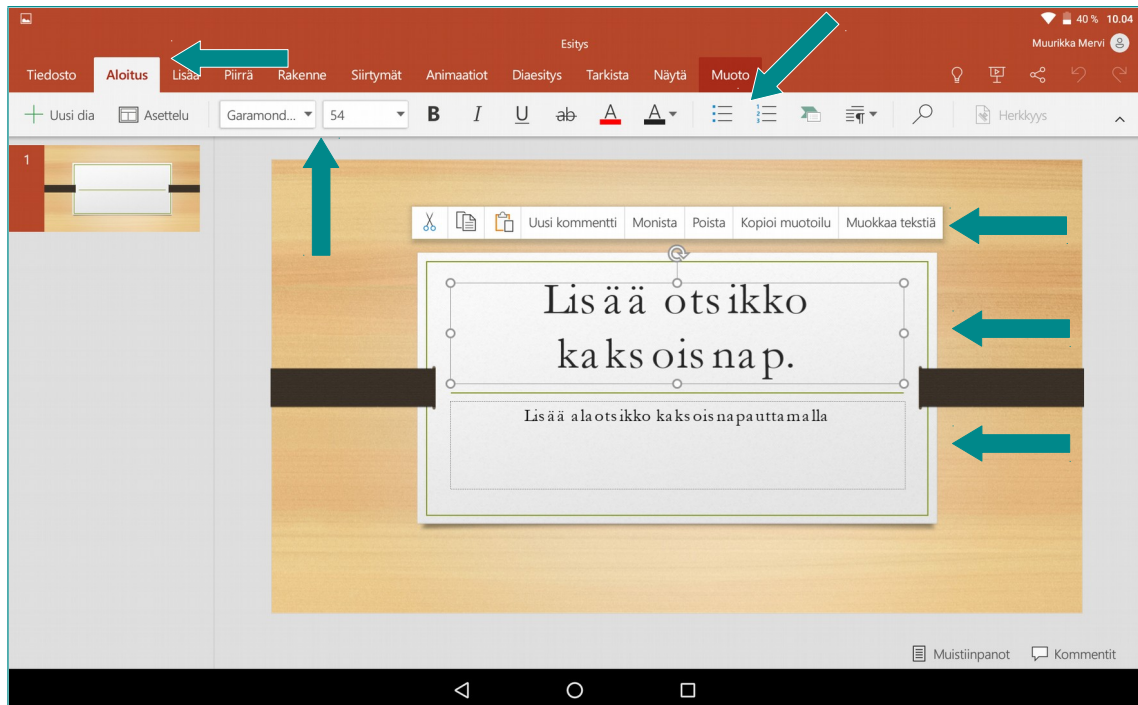 40 % 10.04
Esitys
Muurikka Mervi
Tiedosto Aloitus Lisää Piirrä Rakenne Siirtymät Animaatiot Diaesitys Tarkista Näytä Muoto
Uusi dia Asettelu Garamond... 54 B I U ab A A Herkkyys
1
Uusi kommentti Monista Poista Kopioi muotoilu Muokkaa tekstiä
Lisää otsikko
kaksoisnap.
Lisää alaotsikko kaksoisnapauttamalla
Muistiinpanot Kommentit